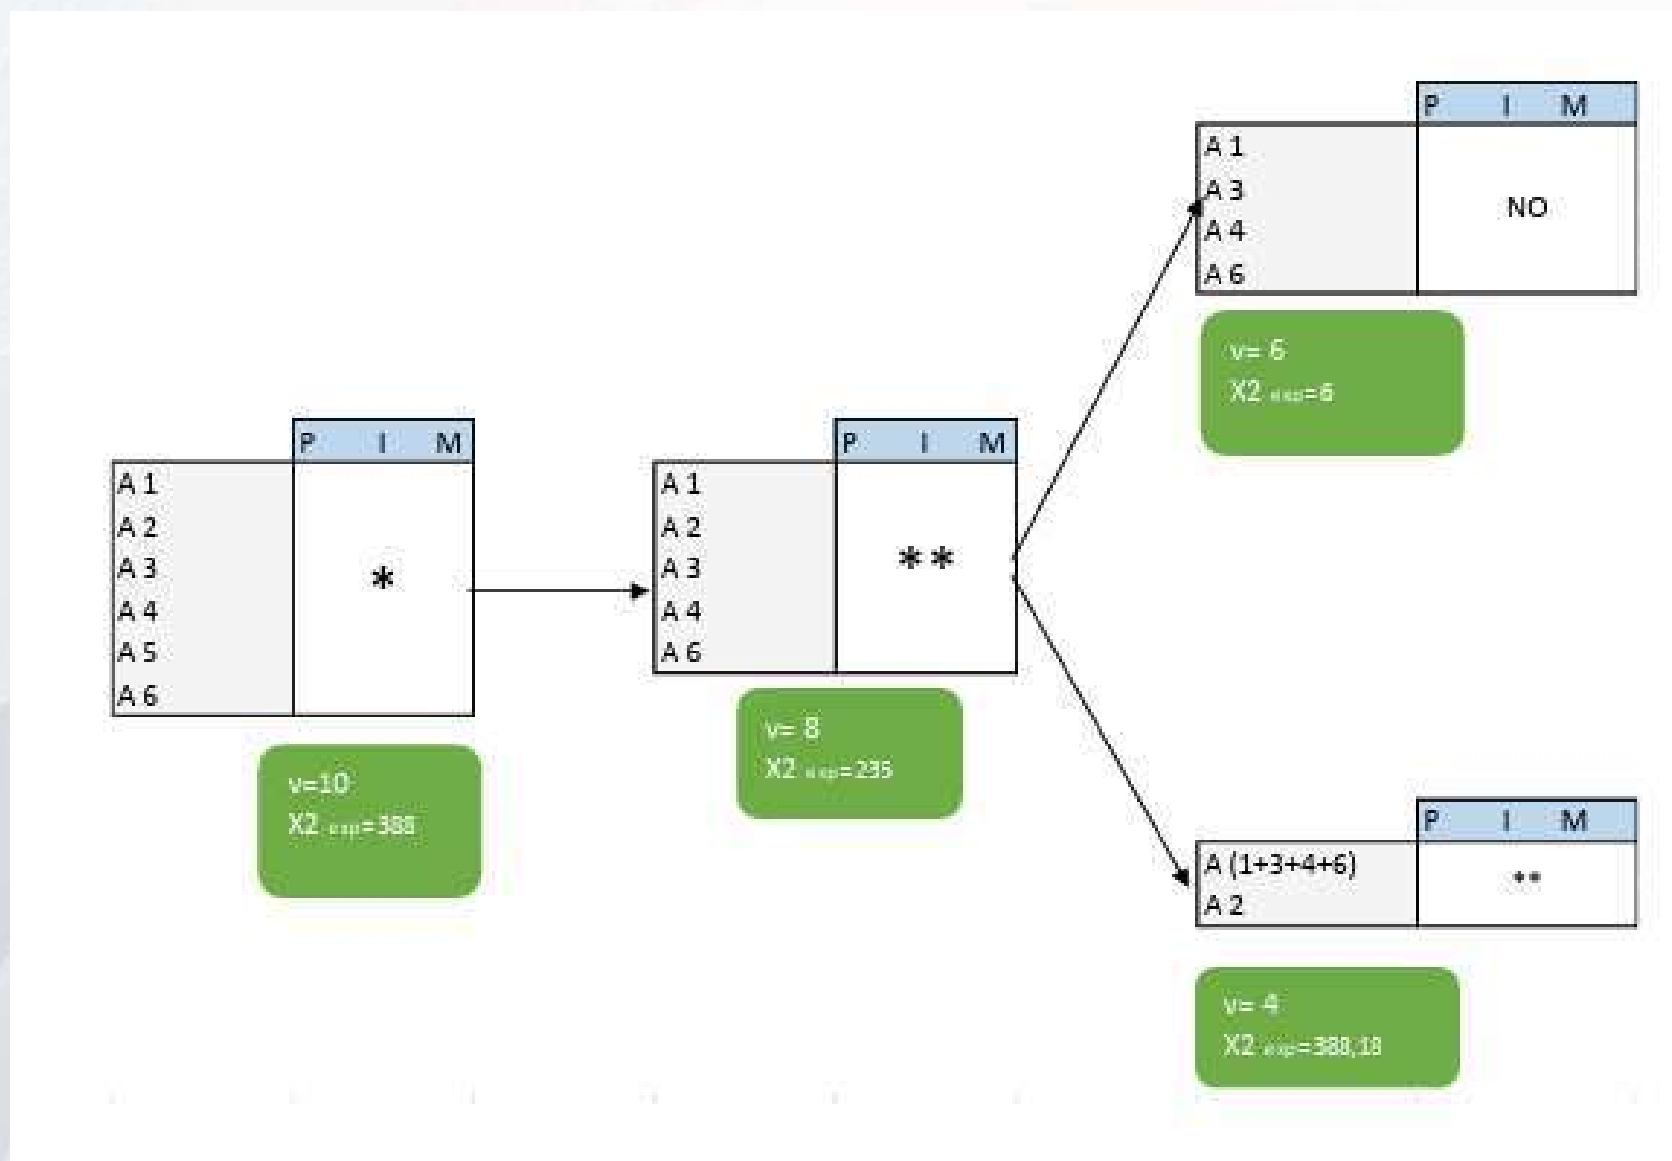 P I M
A 1
A 2
A 3
*
A 4
A 5
A 6
v=10
X2 exp=388
P I M
A 1
A 2
**
A 3
A 4
A 6
v= 8
X2 exp=235
P I M
A 1
A 3
NO
A 4
A 6
v= 6
X2 exp=6
P I M
A (1+3+4+6)
**
A 2
v= 4
X2 exp=388,18